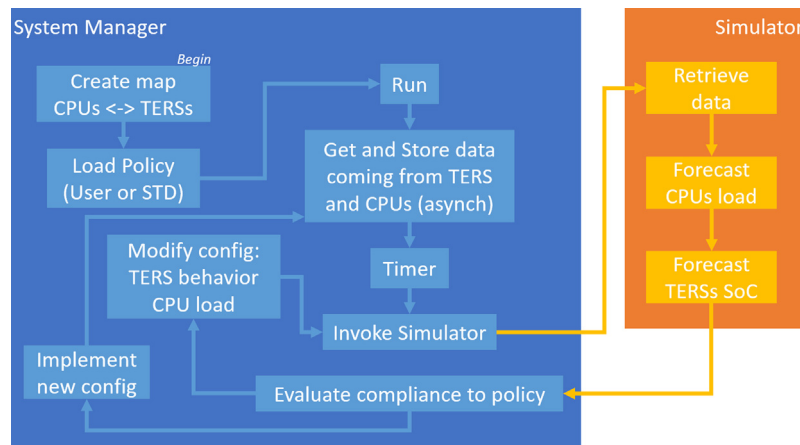 System Manager
Begin
Create map
CPUs <-> TERSs
Load Policy
(User or STD)
Run
Get and Store data
coming from TERS
and CPUs (asynch)
Timer
Modify config:
TERS behavior
CPU load
Invoke Simulator
Implement
new config
Evaluate compliance to policy
Simulator
Retrieve
data
Forecast
CPUs load
Forecast
TERSs SoC